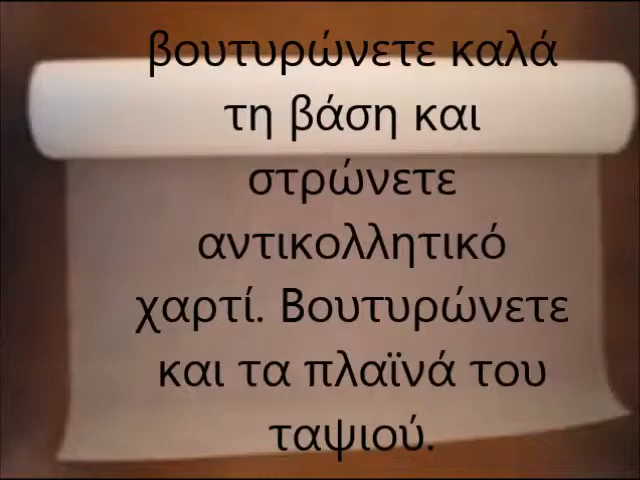 βουτυρώνετε καλά
τη βάση και
στρώνετε
αντικολλητικό
χαρτί. Βουτυρώνετε
και τα πλαϊνά του
ταψιού.